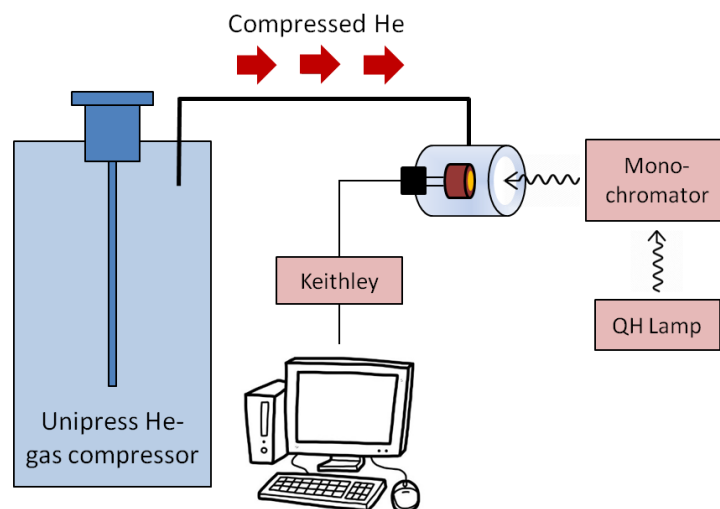 Compressed He
Mono-
chromator
Keithley
QH Lamp
Unipress He-
gas compressor